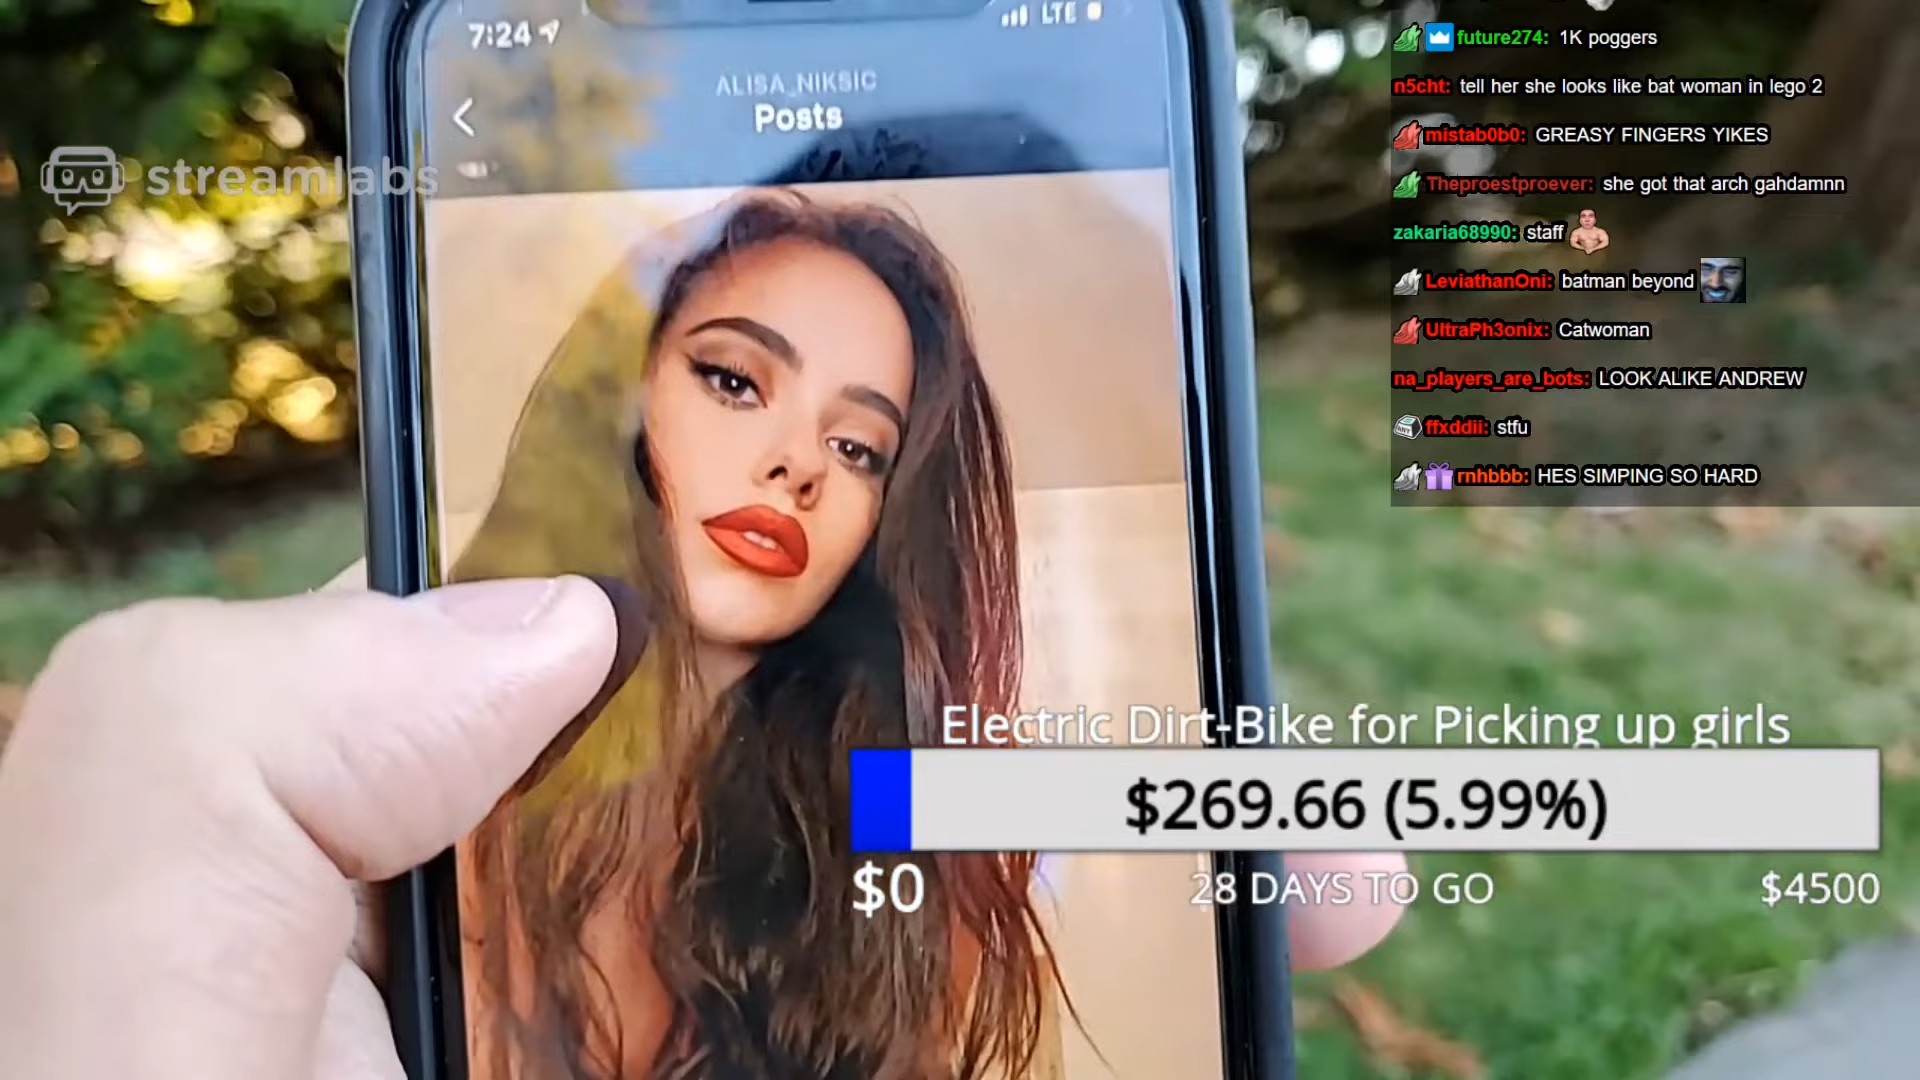 7:24
LTE
ALISA_NIKSIC
Posts
streamlabs
future274: 1K poggers
n5cht: tell her she looks like bat woman in lego 2
mistab0b0: GREASY FINGERS YIKES
Theproestproever: she got that arch gahdamnn
zakaria68990: staff
LeviathanOni: batman beyond
UltraPh3onix: Catwoman
na_players_are_bots: LOOK ALIKE ANDREW
ffxddii: stfu
rnhbbb: HES SIMPING SO HARD
Electric Dirt-Bike for Picking up girls
$269.66 (5.99%)
$0
28 DAYS TO GO
$4500